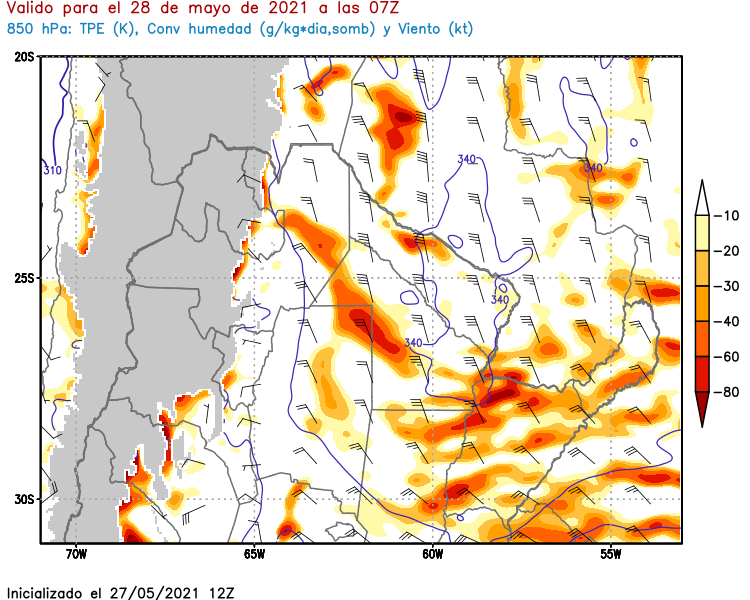 Valido para el 28 de mayo de 2021 a las 07Z
850 hPa: TPE (K), Conv humedad (g/kg*dia,somb) y Viento (kt)
20S
340
310
340
-10
-20
25S
-30
340
-40
340
-60
-80
30S
70W 65W 60W 55W
Inicializado el 27/05/2021 12Z